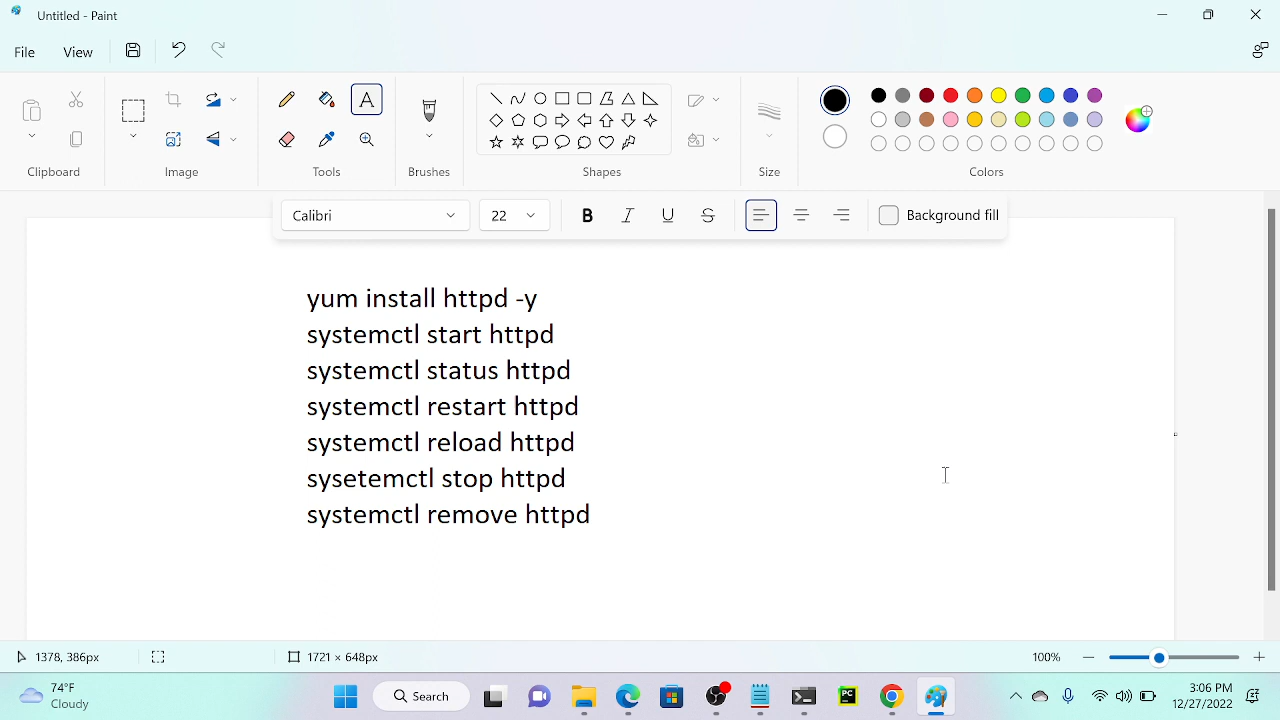 Untitled - Paint
File View
Clipboard Image Tools Brushes Shapes Size Colors
Calibri 22 B I U S Background fill
yum install httpd -y
systemctl start httpd
systemctl status httpd
systemctl restart httpd
systemctl reload httpd
sysetemctl stop httpd
systemctl remove httpd
1378, 386px 1721 × 648px 100%
74°F
Cloudy
Search
PC
3:06 PM
12/27/2022